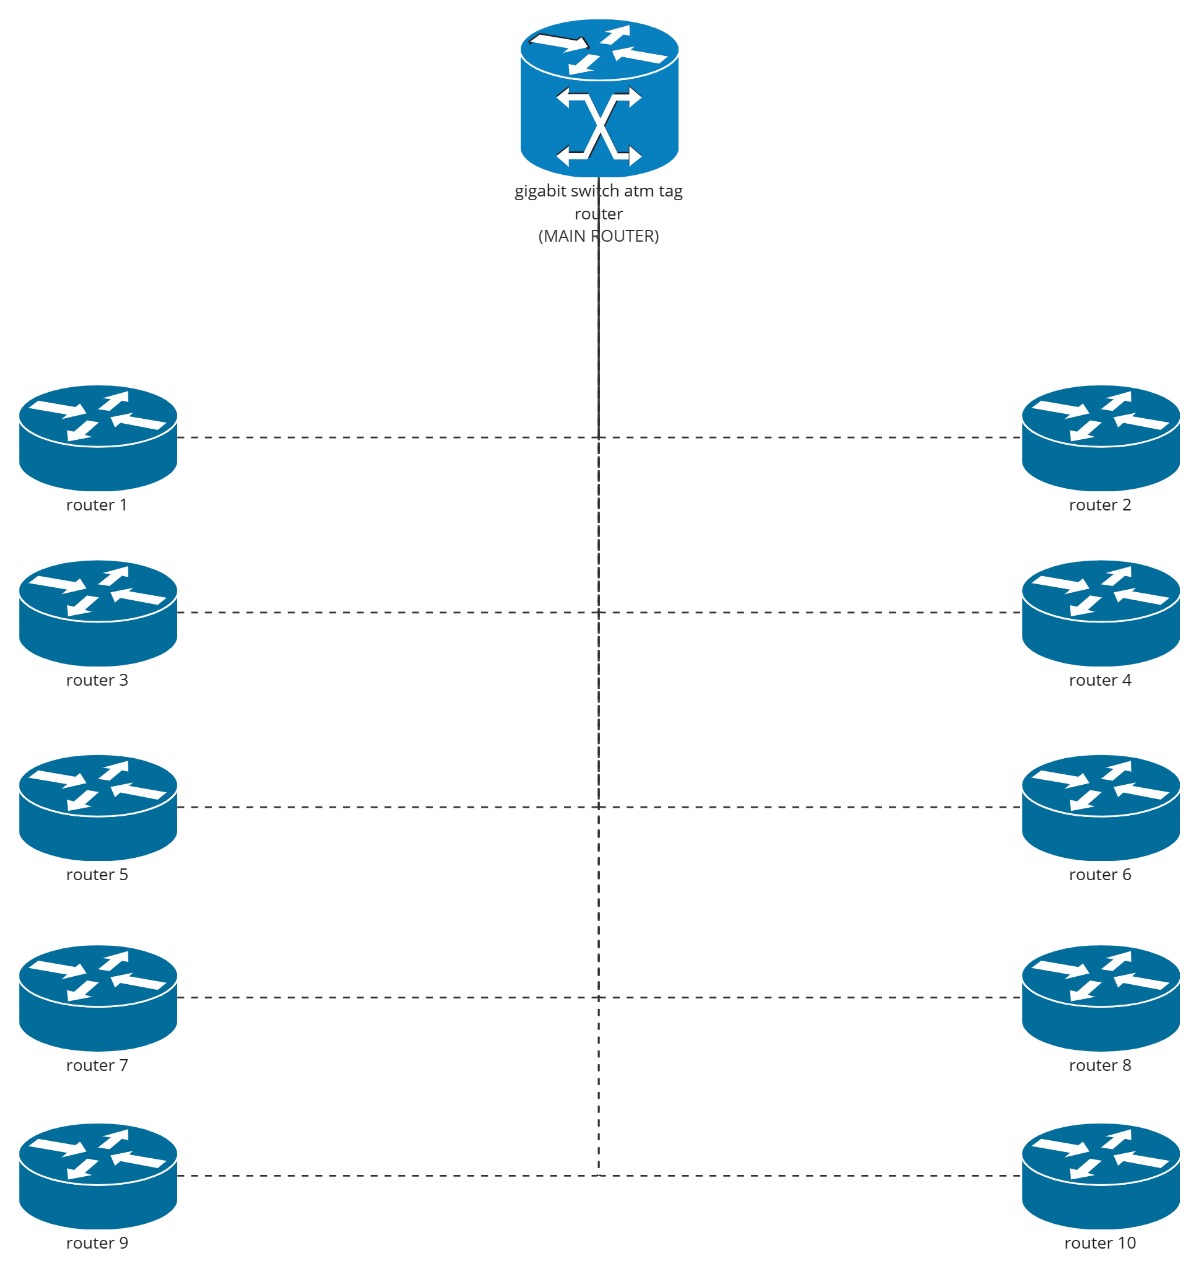 gigabit switch atm tag
router
(MAIN ROUTER)
router 1
router 2
router 3
router 4
router 5
router 6
router 7
router 8
router 9
router 10